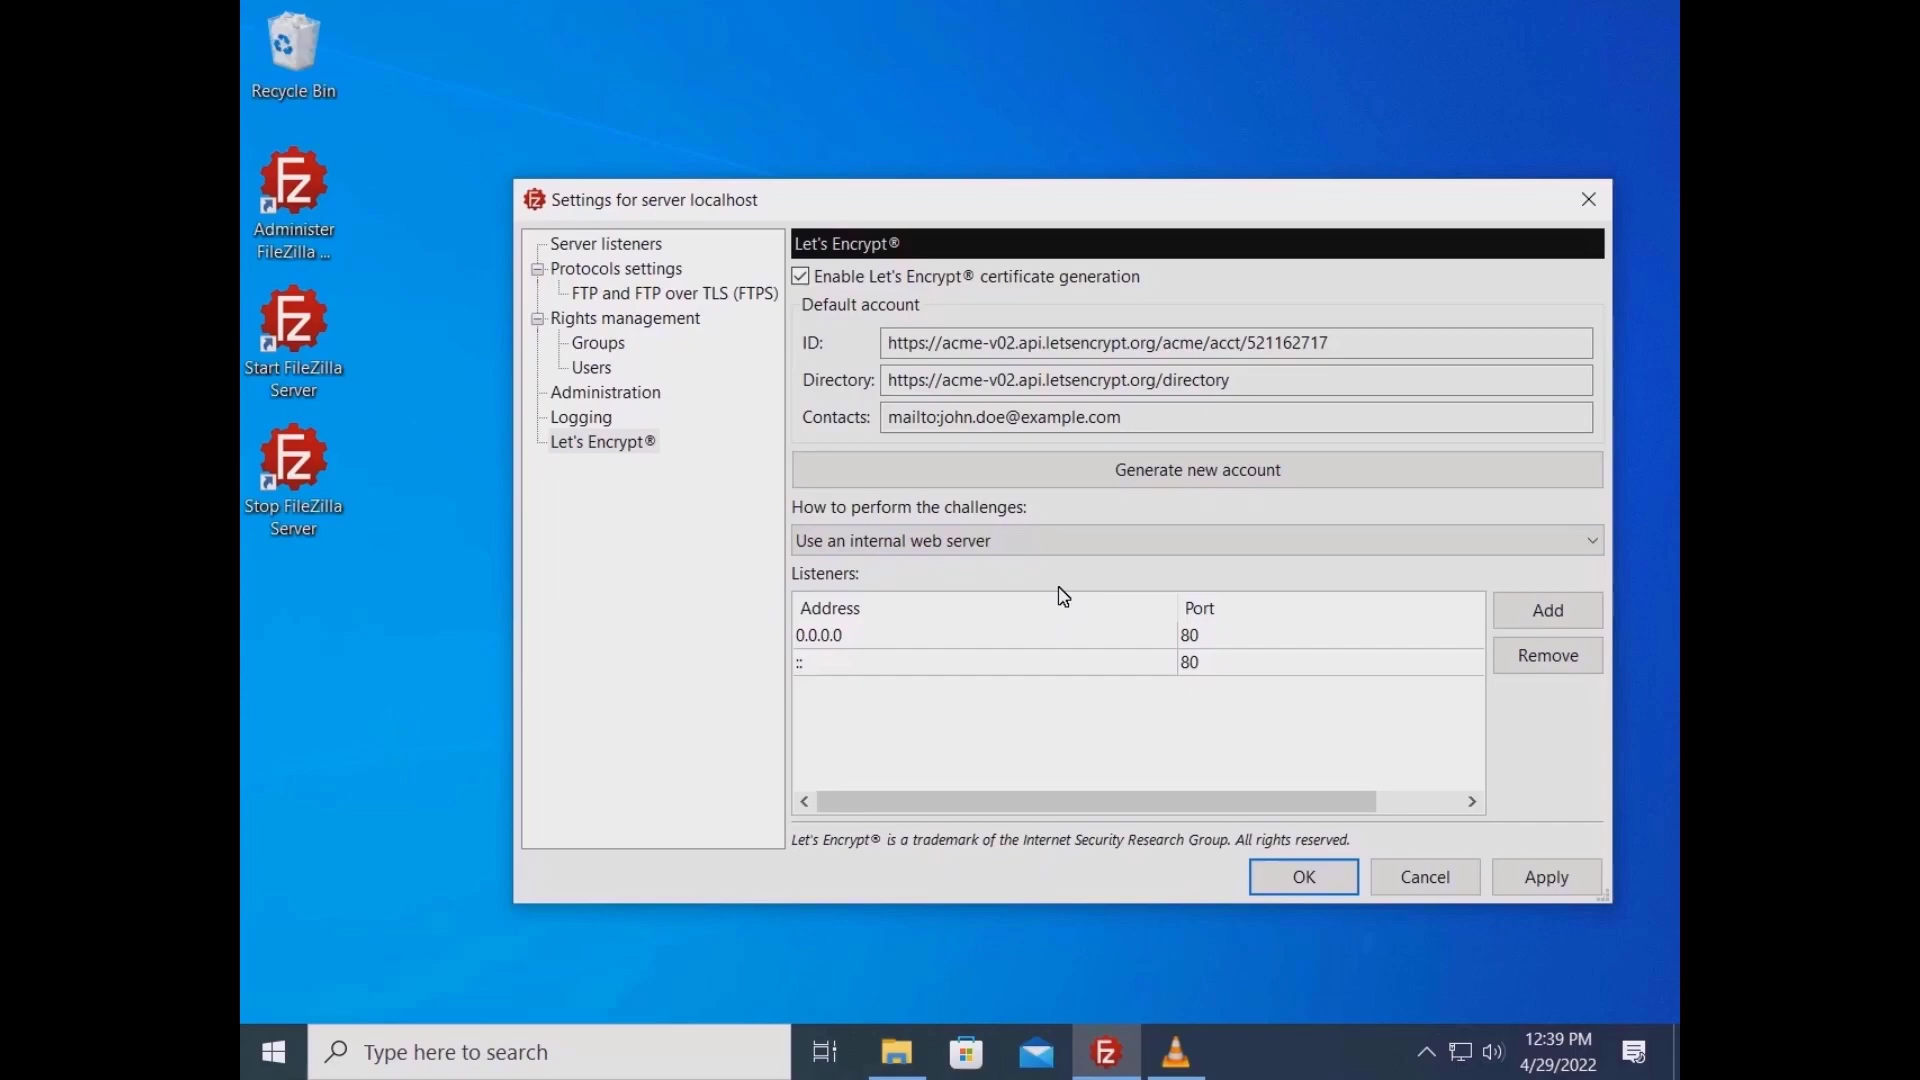 Recycle Bin
Administer
FileZilla ...
Start FileZilla
Server
Stop FileZilla
Server
Settings for server localhost
Server listeners
Protocols settings
FTP and FTP over TLS (FTPS)
Rights management
Groups
Users
Administration
Logging
Let's Encrypt®
Let's Encrypt®
Enable Let's Encrypt® certificate generation
Default account
ID: https://acme-v02.api.letsencrypt.org/acme/acct/521162717
Directory: https://acme-v02.api.letsencrypt.org/directory
Contacts: mailto:john.doe@example.com
Generate new account
How to perform the challenges:
Use an internal web server
Listeners:
Address Port
0.0.0.0 80
:: 80
Add
Remove
Let's Encrypt® is a trademark of the Internet Security Research Group. All rights reserved.
OK Cancel Apply
Type here to search
12:39 PM
4/29/2022